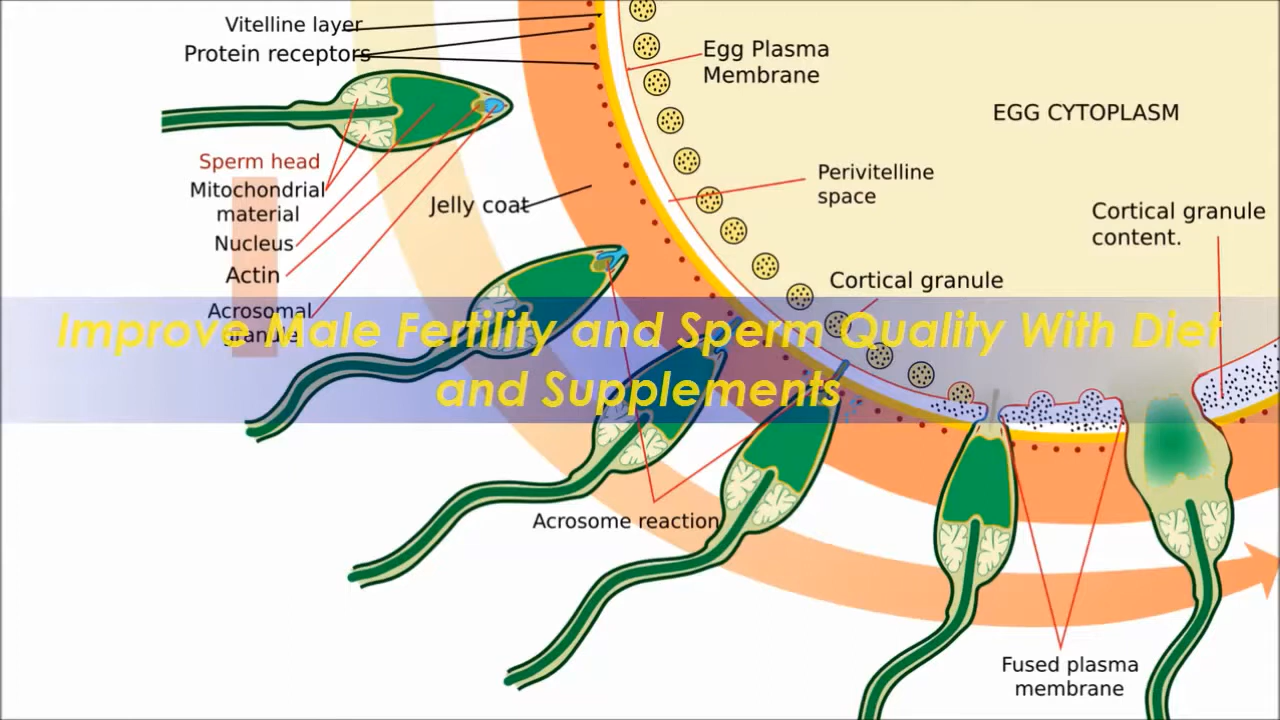 Vitelline layer
Protein receptors
Egg Plasma
Membrane
EGG CYTOPLASM
Sperm head
Mitochondrial
material
Nucleus
Actin
Acrosomal
granule
Jelly coat
Perivitelline
space
Cortical granule
content.
Cortical granule
Improve Male Fertility and Sperm Quality With Diet
and Supplements
Acrosome reaction
Fused plasma
membrane